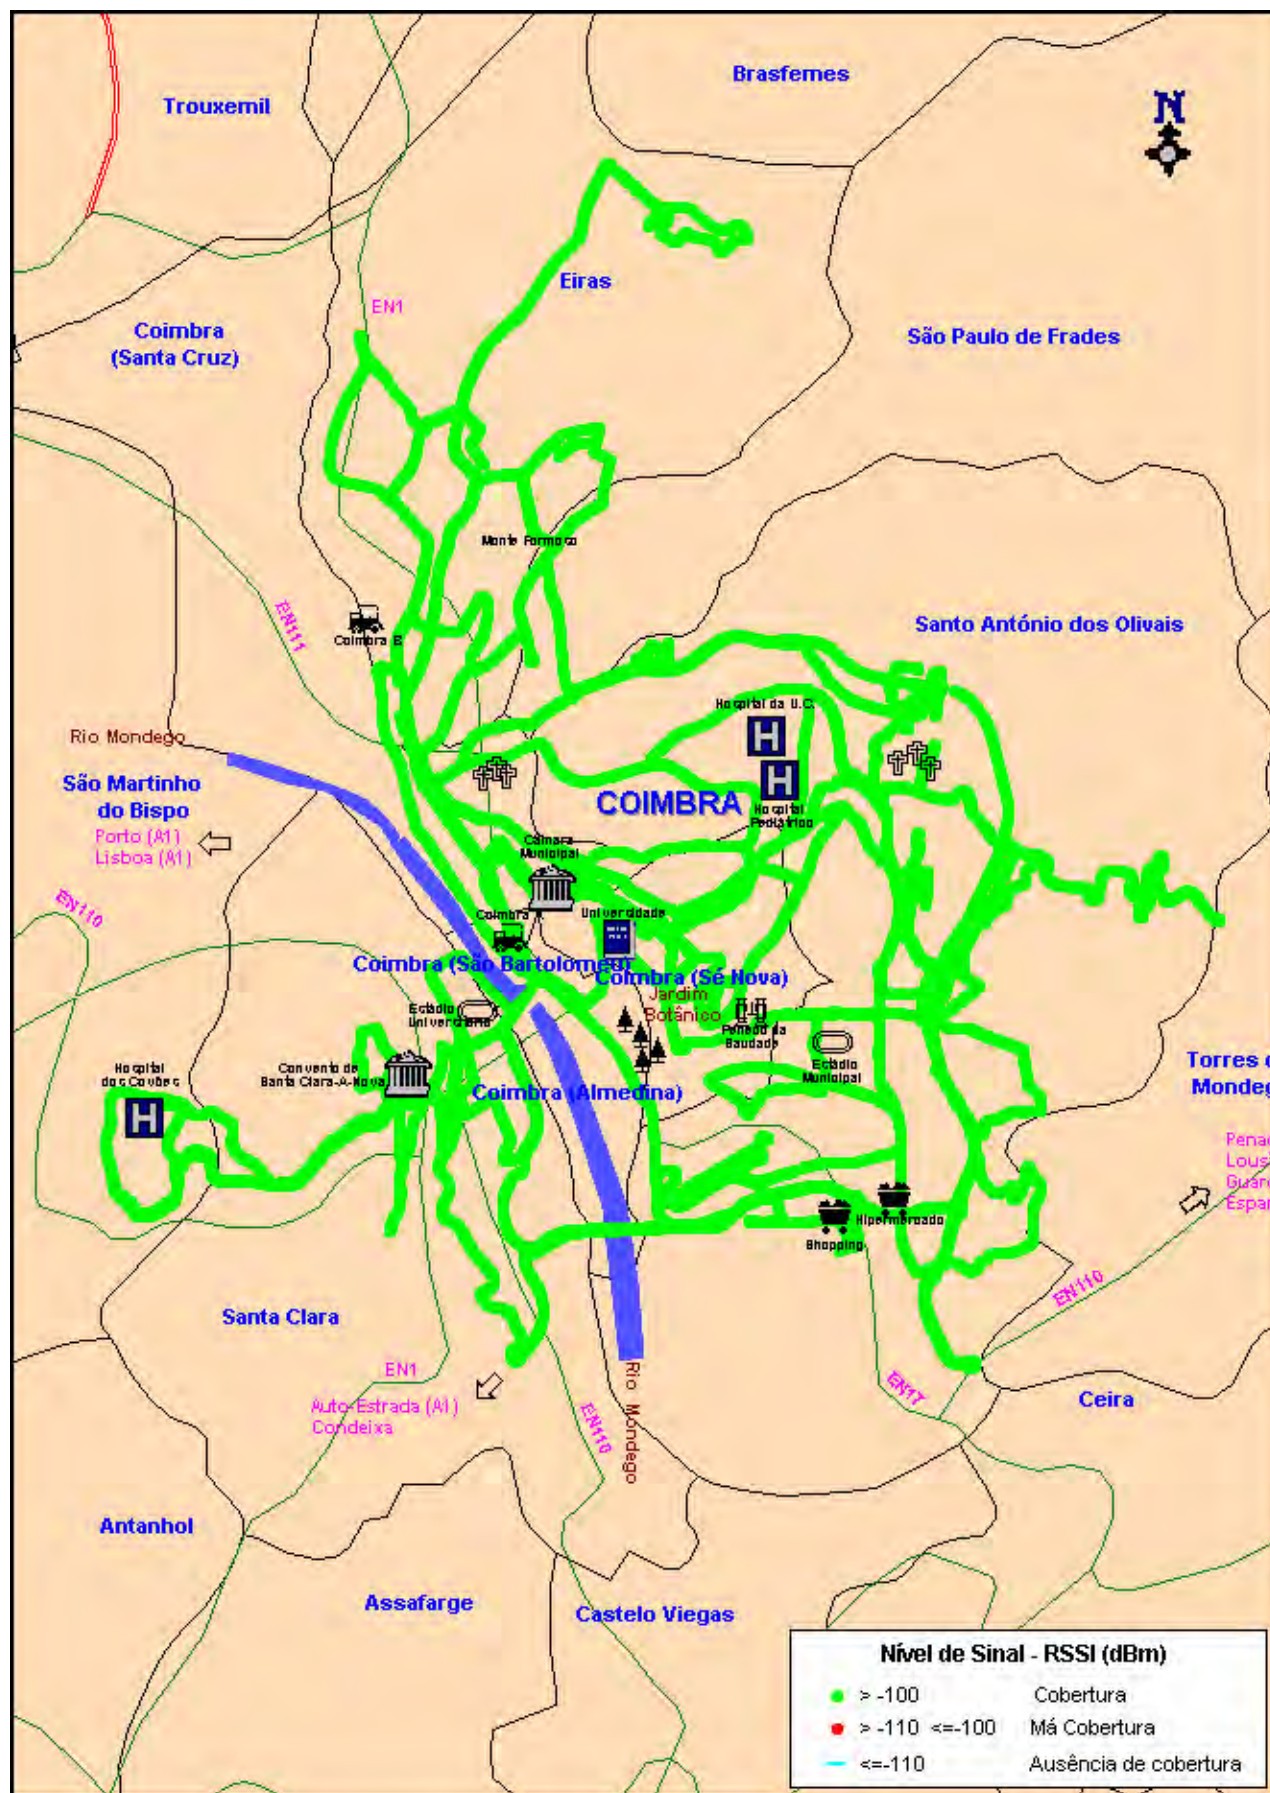 Brasfemes
Trouxemil
N
Eiras
EN1
Coimbra
(Santa Cruz)
São Paulo de Frades
Monte Formoso
EN111
Coimbra B
Santo António dos Olivais
Hospital da U.C.
Rio Mondego
São Martinho
do Bispo
Porto (A1)
Lisboa (A1)
H
H
COIMBRA
Hospital
Pediátrico
Câmara
Municipal
EN110
Coimbra
Universidade
Coimbra (São Bartolomeu)
Coimbra (Sé Nova)
Jardim
Botânico
Estádio
Universitário
Penedo da
Saudade
Estádio
Municipal
Hospital
dos Covões
H
Convento de
Santa Clara-A-Nova
Coimbra (Almedina)
Torres d
Mondeg
Penac
Lous
Guard
Espan
Hipermercado
Shopping
EN110
Santa Clara
EN1
Auto-Estrada (A1)
Condeixa
EN110
Rio Mondego
EN17
Ceira
Antanhol
Assafarge
Castelo Viegas
Nível de Sinal - RSSI (dBm)
> -100 Cobertura
> -110 <=-100 Má Cobertura
<=-110 Ausência de cobertura